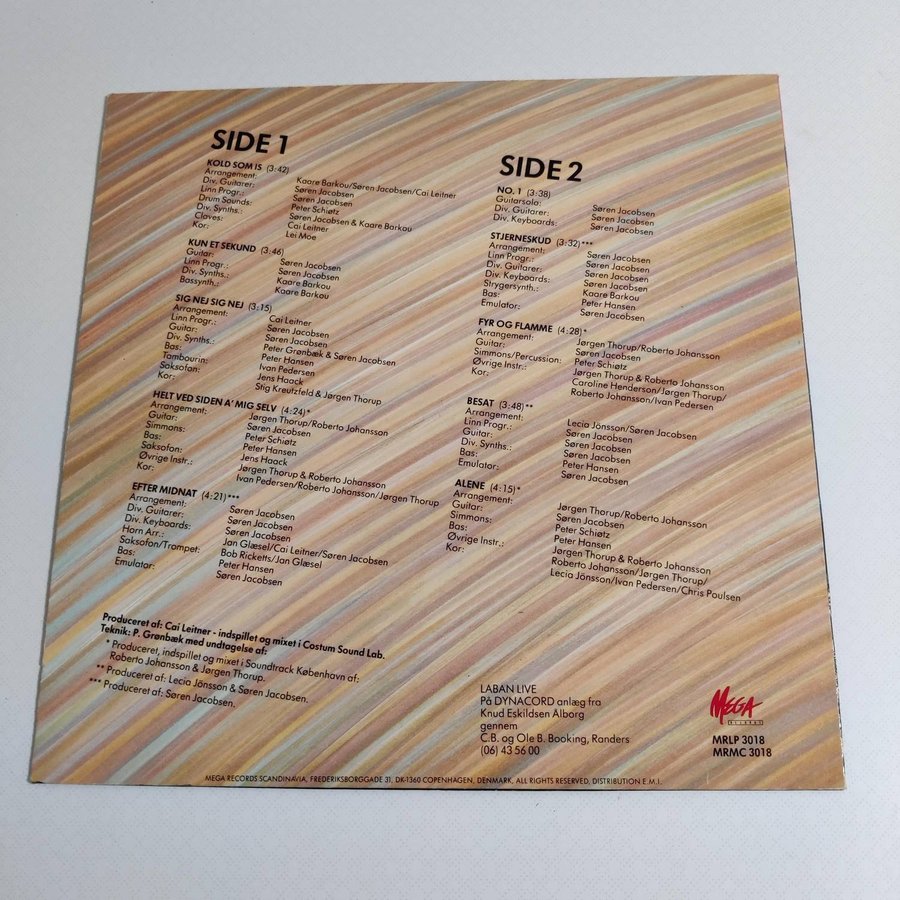 SIDE 1
KOLD SOM IS (3:42)
Arrangement: Kaare Barkou/Søren Jacobsen/Cai Leitner
Div. Guitarer: Søren Jacobsen
Linn Progr.: Søren Jacobsen
Drum Sounds: Peter Schiøtz
Div. Synths.: Søren Jacobsen & Kaare Barkou
Claves: Cai Leitner
Kor: Lei Moe
KUN ET SEKUND (3:46)
Guitar: Søren Jacobsen
Linn Progr.: Søren Jacobsen
Div. Synths.: Kaare Barkou
Bassynth.: Kaare Barkou
SIG NEJ SIG NEJ (3:15)
Arrangement: Cai Leitner
Linn Progr.: Søren Jacobsen
Guitar: Søren Jacobsen
Div. Synths.: Peter Grønbæk & Søren Jacobsen
Bas: Peter Hansen
Tambourin: Ivan Pedersen
Saksofon: Jens Haack
Kor: Stig Kreutzfeld & Jørgen Thorup
HELT VED SIDEN A' MIG SELV (4:24)*
Arrangement: Jørgen Thorup/Roberto Johansson
Guitar: Søren Jacobsen
Simmons: Peter Schiøtz
Bas: Peter Hansen
Saksofon: Jens Haack
Øvrige Instr.: Jørgen Thorup & Roberto Johansson
Kor: Ivan Pedersen/Roberto Johansson/Jørgen Thorup
EFTER MIDNAT (4:21)***
Arrangement: Søren Jacobsen
Div. Guitarer: Søren Jacobsen
Div. Keyboards: Søren Jacobsen
Horn Arr.: Jan Glæsel/Cai Leitner/Søren Jacobsen
Saksofon/Trumpet: Bob Ricketts/Jan Glæsel
Bas: Peter Hansen
Emulator: Søren Jacobsen
Produceret af: Cai Leitner - indspillet og mixet i Costum Sound Lab.
Teknik: P. Grønbæk med undtagelse af:
* Produceret, indspillet og mixet i Soundtrack København af:
Roberto Johansson & Jørgen Thorup.
** Produceret af: Lecia Jönsson & Søren Jacobsen.
*** Produceret af: Søren Jacobsen.
SIDE 2
NO. 1 (3:38)
Guitarsolo: Søren Jacobsen
Div. Guitarer: Søren Jacobsen
Div. Keyboards: Søren Jacobsen
STJERNESKUD (3:32)***
Arrangement: Søren Jacobsen
Linn Progr.: Søren Jacobsen
Div. Guitarer: Søren Jacobsen
Div. Keyboards: Søren Jacobsen
Strygersynth.: Kaare Barkou
Bas: Peter Hansen
Emulator: Søren Jacobsen
FYR OG FLAMME (4:28)*
Arrangement: Jørgen Thorup/Roberto Johansson
Guitar: Søren Jacobsen
Simmons/Percussion: Peter Schiøtz
Øvrige Instr.: Jørgen Thorup & Roberto Johansson
Kor: Caroline Henderson/Jørgen Thorup/
Roberto Johansson/Ivan Pedersen
BESAT (3:48)**
Arrangement: Lecia Jönsson/Søren Jacobsen
Linn Progr.: Søren Jacobsen
Guitar: Søren Jacobsen
Div. Synths: Søren Jacobsen
Bas: Peter Hansen
Emulator: Søren Jacobsen
ALENE (4:15)*
Arrangement: Jørgen Thorup/Roberto Johansson
Guitar: Søren Jacobsen
Simmons: Peter Schiøtz
Bas: Peter Hansen
Øvrige Instr.: Jørgen Thorup & Roberto Johansson
Kor: Roberto Johansson/Jørgen Thorup/
Lecia Jönsson/Ivan Pedersen/Chris Poulsen
LABAN LIVE
På DYNACORD anlæg fra
Knud Eskildsen Alborg
gennem
C.B. og Ole B. Booking, Randers
(06) 43 56 00
MEGA
RECORDS
MRLP 3018
MRMC 3018
MEGA RECORDS SCANDINAVIA, FREDERIKSBORGGADE 31, DK-1360 COPENHAGEN, DENMARK, ALL RIGHTS RESERVED, DISTRIBUTION E.M.I.